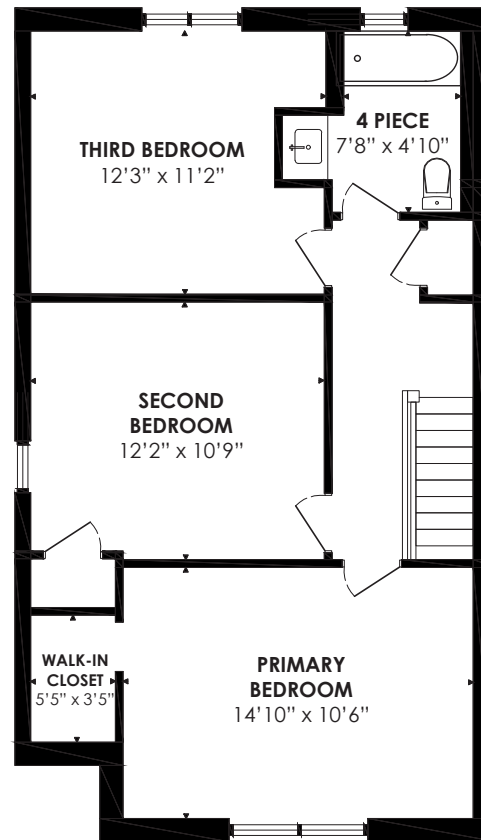 THIRD BEDROOM
12’3” x 11’2”
4 PIECE
7’8” x 4’10”
SECOND
BEDROOM
12’2” x 10’9”
WALK-IN
CLOSET
5’5” x 3’5”
PRIMARY
BEDROOM
14’10” x 10’6”